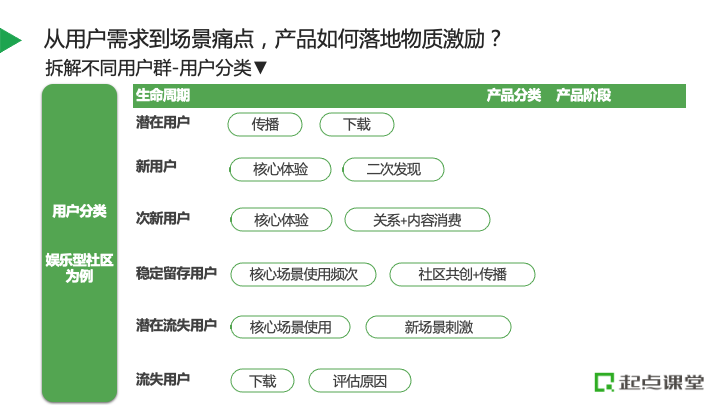 从用户需求到场景痛点，产品如何落地物质激励？
拆解不同用户群-用户分类▼
生命周期 产品分类 产品阶段
用户分类
娱乐型社区
为例
潜在用户 传播 下载
新用户 核心体验 二次发现
次新用户 核心体验 关系+内容消费
稳定留存用户 核心场景使用频次 社区共创+传播
潜在流失用户 核心场景使用 新场景刺激
流失用户 下载 评估原因
起点课堂